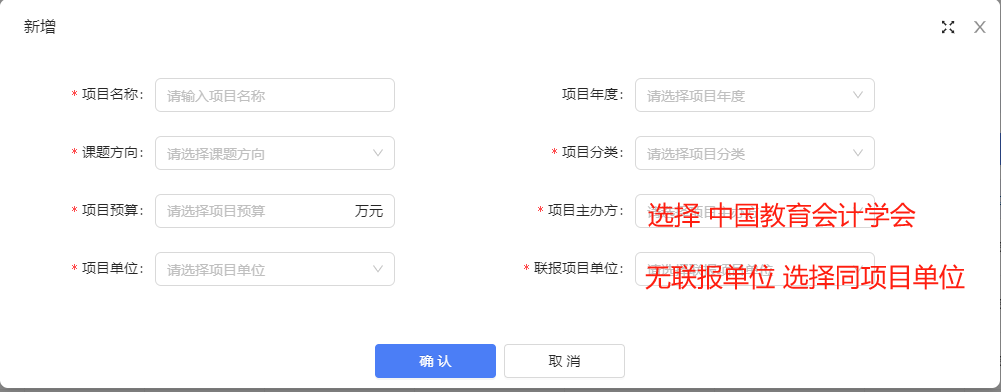 新增
* 项目名称： 请输入项目名称 项目年度： 请选择项目年度
* 课题方向： 请选择课题方向 * 项目分类： 请选择项目分类
* 项目预算： 请选择项目预算 万元 * 项目主办方： 选择 中国教育会计学会
* 项目单位： 请选择项目单位 * 联报项目单位： 无联报单位 选择同项目单位
确 认 取 消